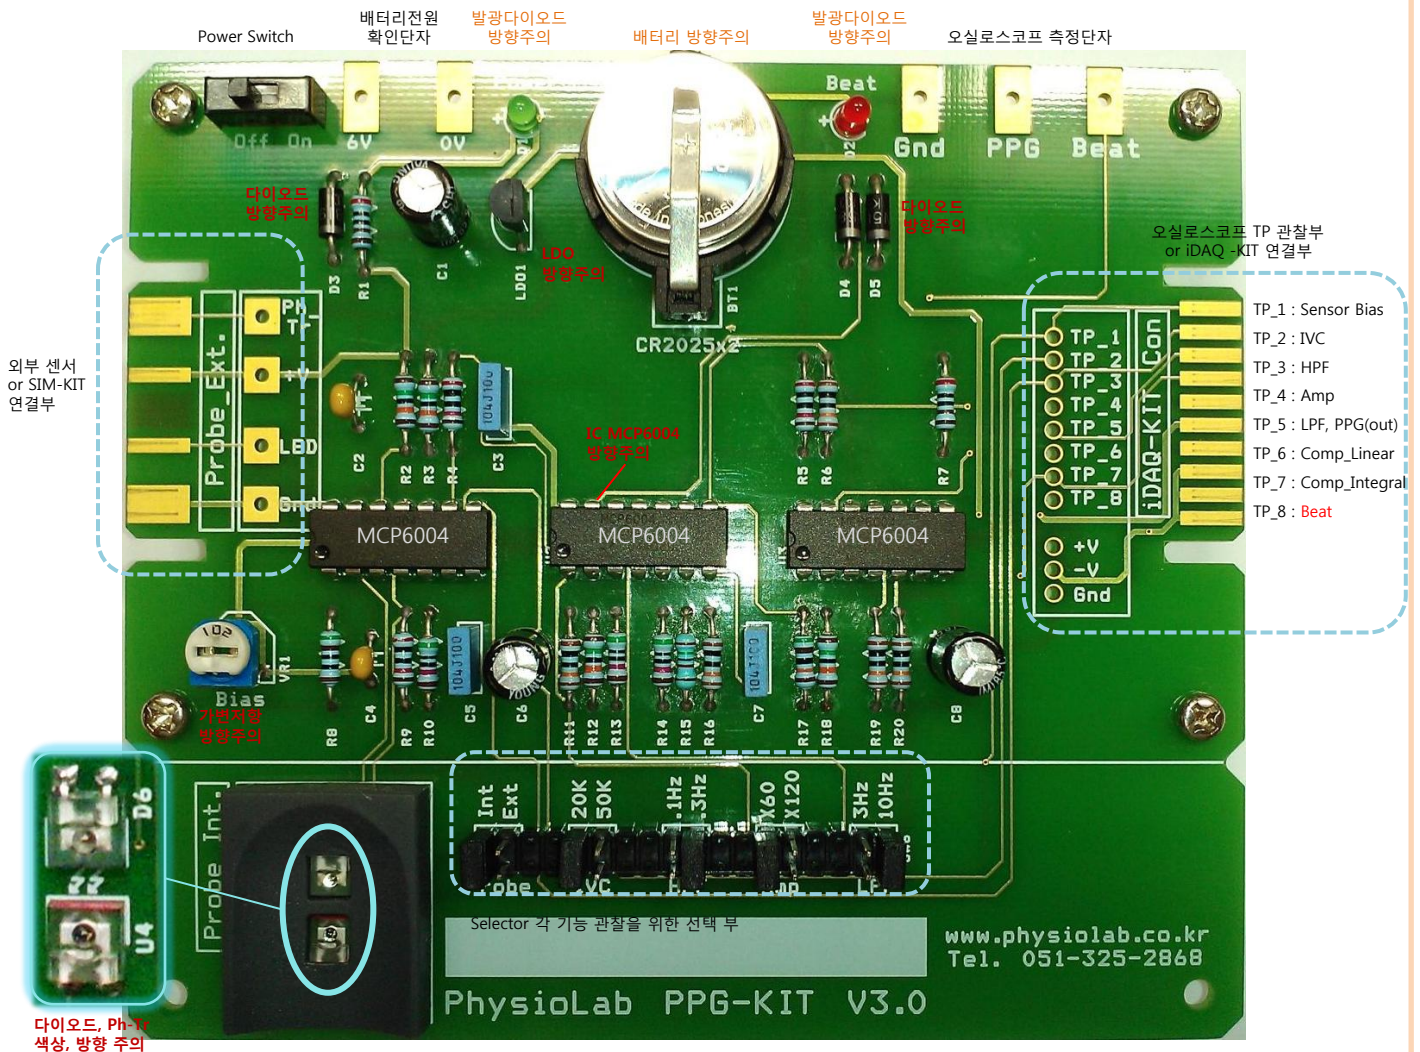 Power Switch
배터리전원
확인단자
발광다이오드
방향주의
배터리 방향주의
발광다이오드
방향주의
오실로스코프 측정단자
Off On
6V
0V
D1
Beat
D2
Gnd
PPG
Beat
다이오드
방향주의
D3
R1
C1
LDO1
LDO
방향주의
BT1
CR2025x2
D4
D5
다이오드
방향주의
오실로스코프 TP 관찰부
or iDAQ -KIT 연결부
외부 센서
or SIM-KIT
연결부
Probe_Ext.
Ph_
Tr
+V
LED
Gnd
C2
R2
R3
R4
C3
104J100
IC MCP6004
방향주의
R5
R6
R7
TP_1
TP_2
TP_3
TP_4
TP_5
TP_6
TP_7
TP_8
+V
-V
Gnd
iDAQ-KIT Con
TP_1 : Sensor Bias
TP_2 : IVC
TP_3 : HPF
TP_4 : Amp
TP_5 : LPF, PPG(out)
TP_6 : Comp_Linear
TP_7 : Comp_Integral
TP_8 : Beat
MCP6004
MCP6004
MCP6004
102
VR1
Bias
가변저항
방향주의
R8
C4
R9
R10
C5
104J100
C6
YOUNG
R11
R12
R13
R14
R15
R16
C7
104J100
R17
R18
R19
R20
C8
D6
U4
다이오드, Ph-Tr
색상, 방향 주의
Probe Int.
Int
Ext
20K
50K
.1Hz
.3Hz
X60
X120
3Hz
10Hz
Selector 각 기능 관찰을 위한 선택 부
www.physiolab.co.kr
Tel. 051-325-2868
PhysioLab PPG-KIT V3.0